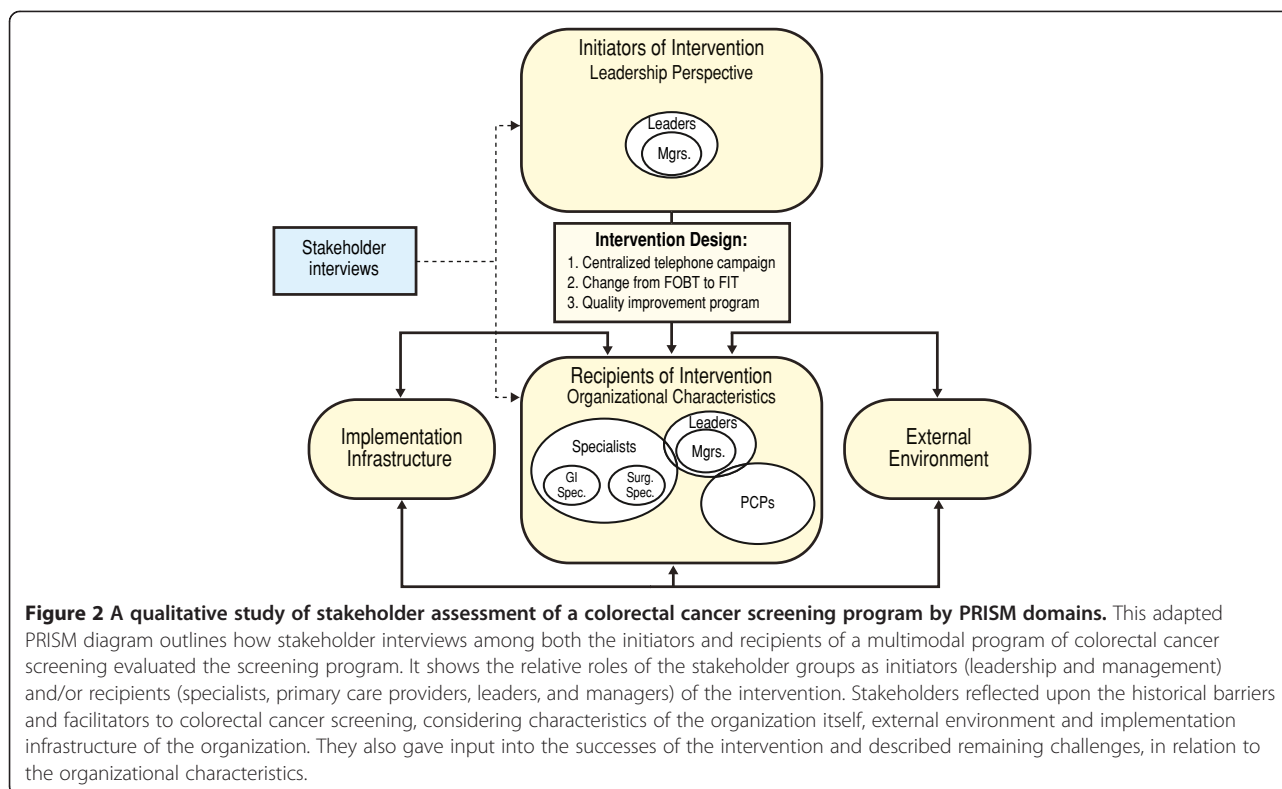 Initiators of Intervention
Leadership Perspective
Leaders
Mgrs.
Stakeholder
interviews
Intervention Design:
1. Centralized telephone campaign
2. Change from FOBT to FIT
3. Quality improvement program
Recipients of Intervention
Organizational Characteristics
Implementation
Infrastructure
Specialists
GI
Spec.
Surg.
Spec.
Leaders
Mgrs.
PCPs
External
Environment
Figure 2 A qualitative study of stakeholder assessment of a colorectal cancer screening program by PRISM domains. This adapted
PRISM diagram outlines how stakeholder interviews among both the initiators and recipients of a multimodal program of colorectal cancer
screening evaluated the screening program. It shows the relative roles of the stakeholder groups as initiators (leadership and management)
and/or recipients (specialists, primary care providers, leaders, and managers) of the intervention. Stakeholders reflected upon the historical barriers
and facilitators to colorectal cancer screening, considering characteristics of the organization itself, external environment and implementation
infrastructure of the organization. They also gave input into the successes of the intervention and described remaining challenges, in relation to
the organizational characteristics.